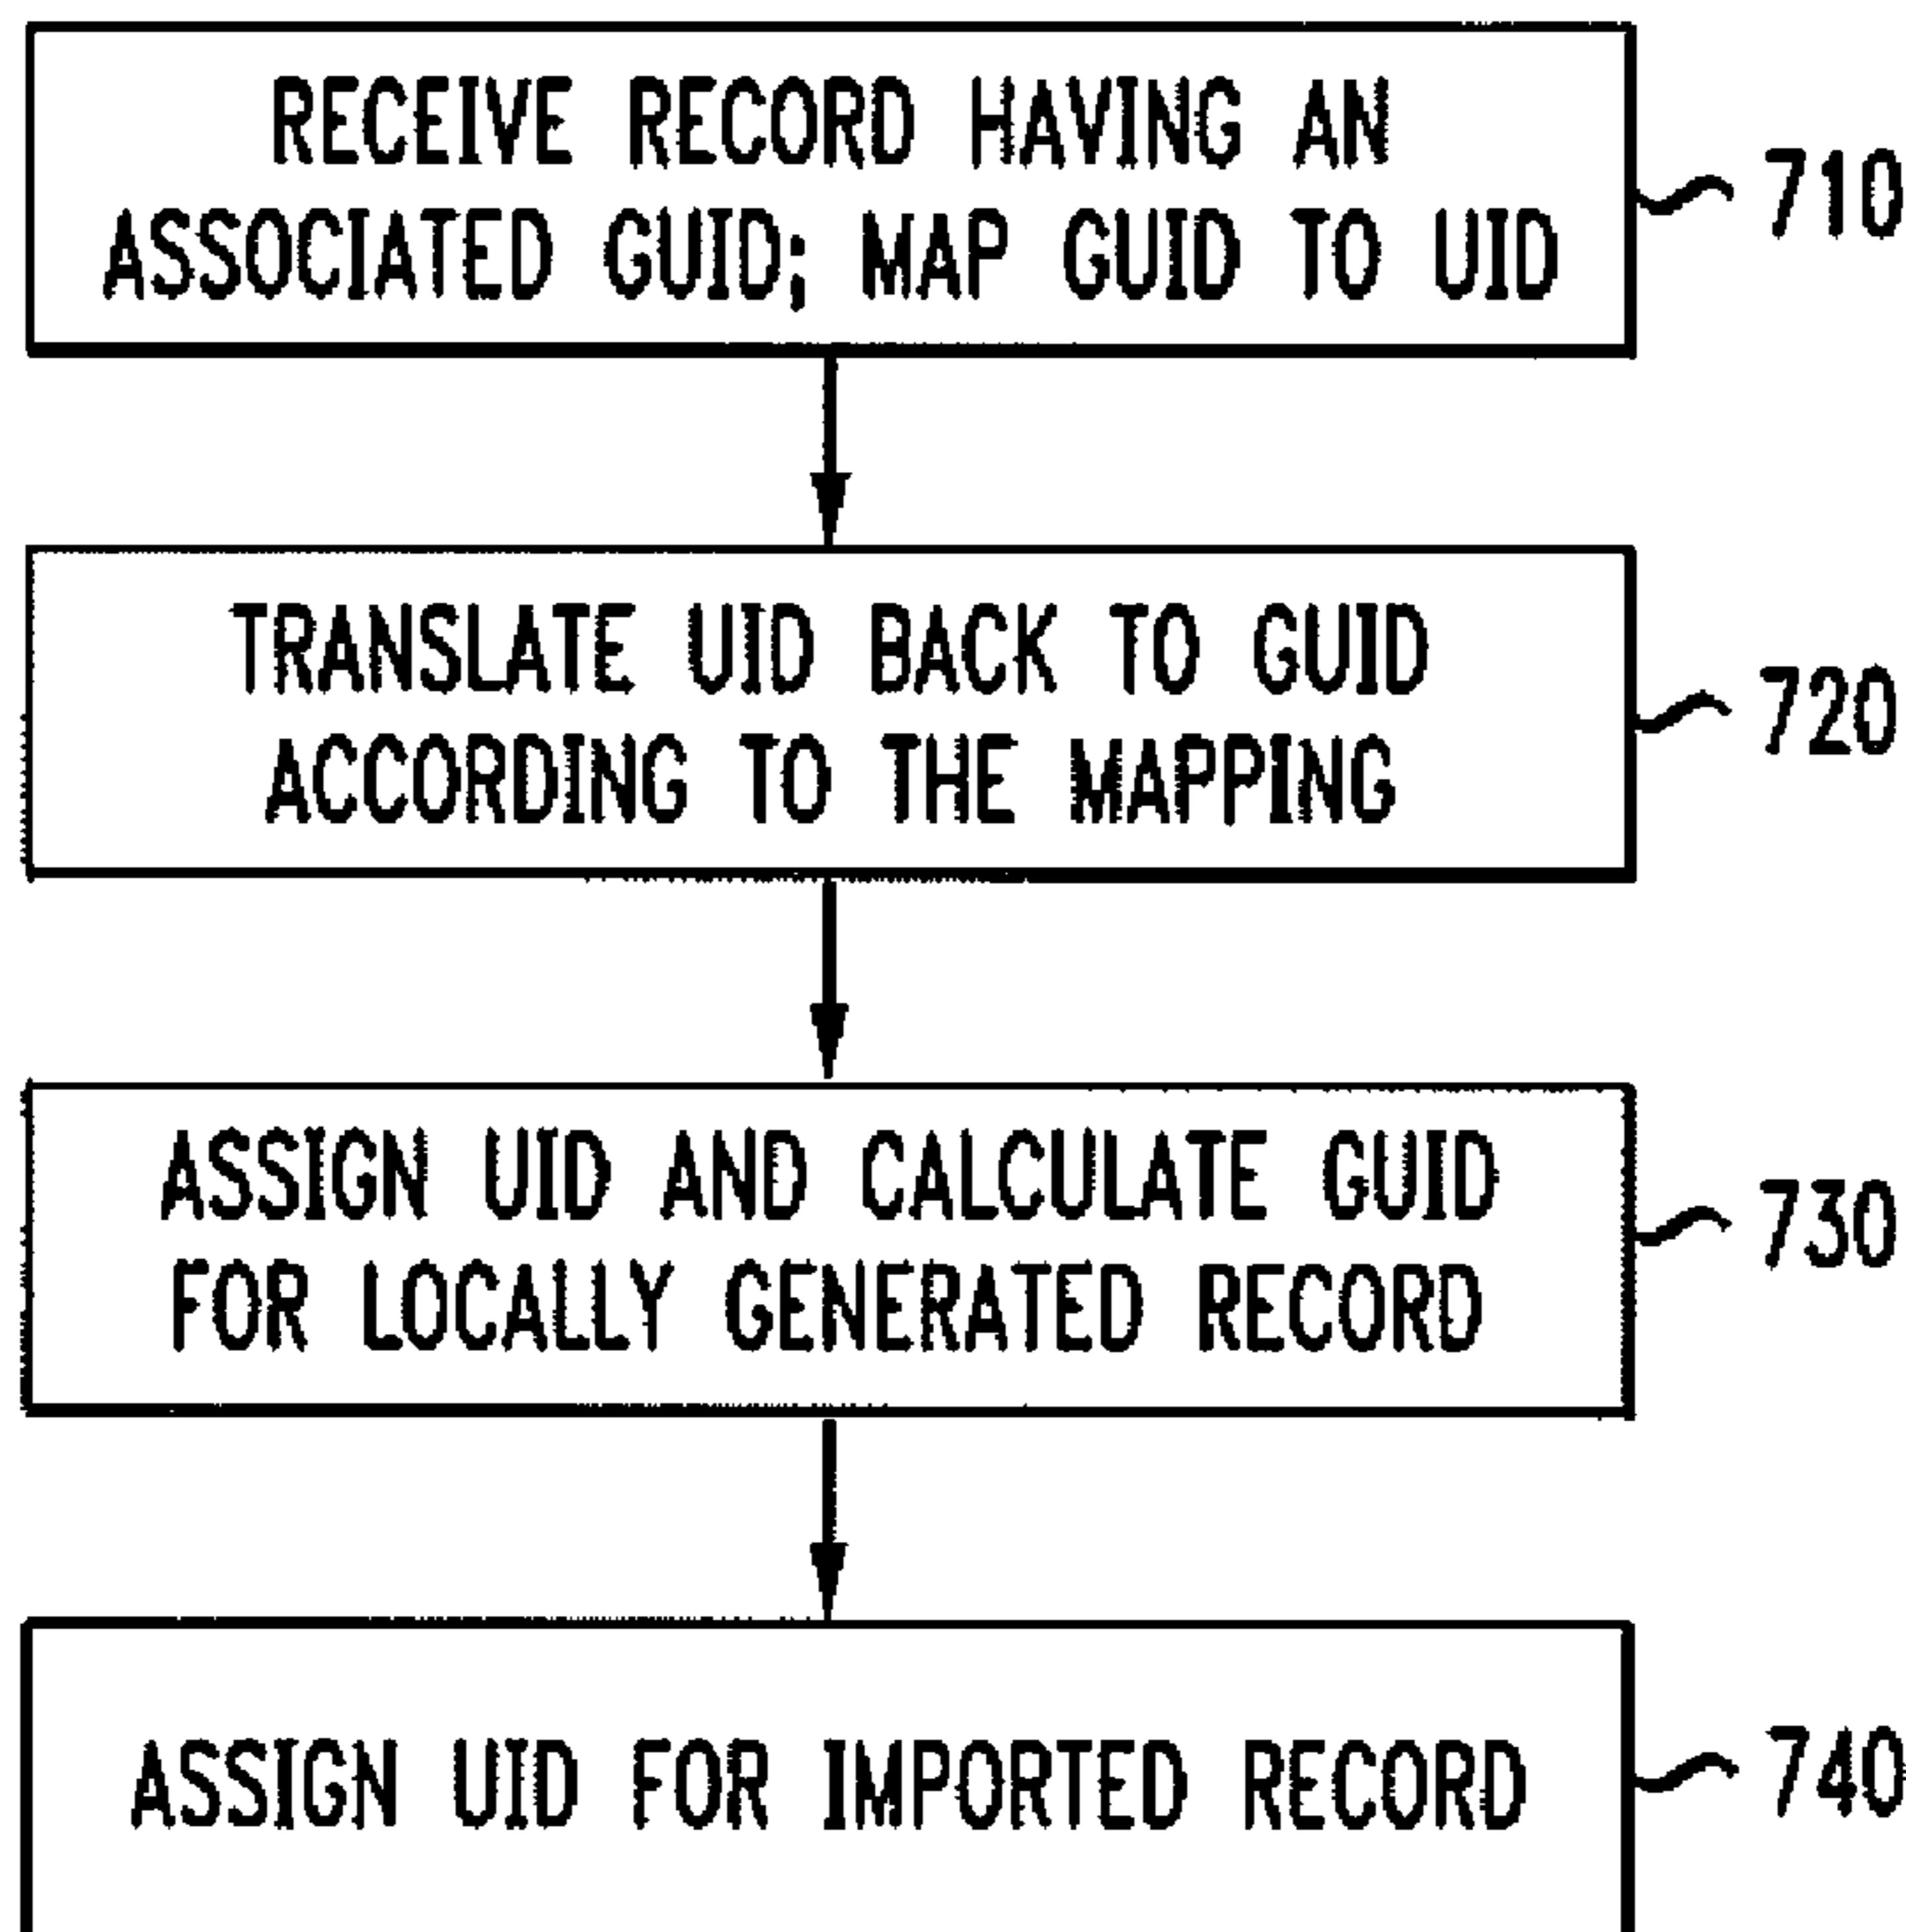 RECEIVE RECORD HAVING AN
ASSOCIATED GUID; MAP GUID TO UID
710
TRANSLATE UID BACK TO GUID
ACCORDING TO THE MAPPING
720
ASSIGN UID AND CALCULATE GUID
FOR LOCALLY GENERATED RECORD
730
ASSIGN UID FOR IMPORTED RECORD
740